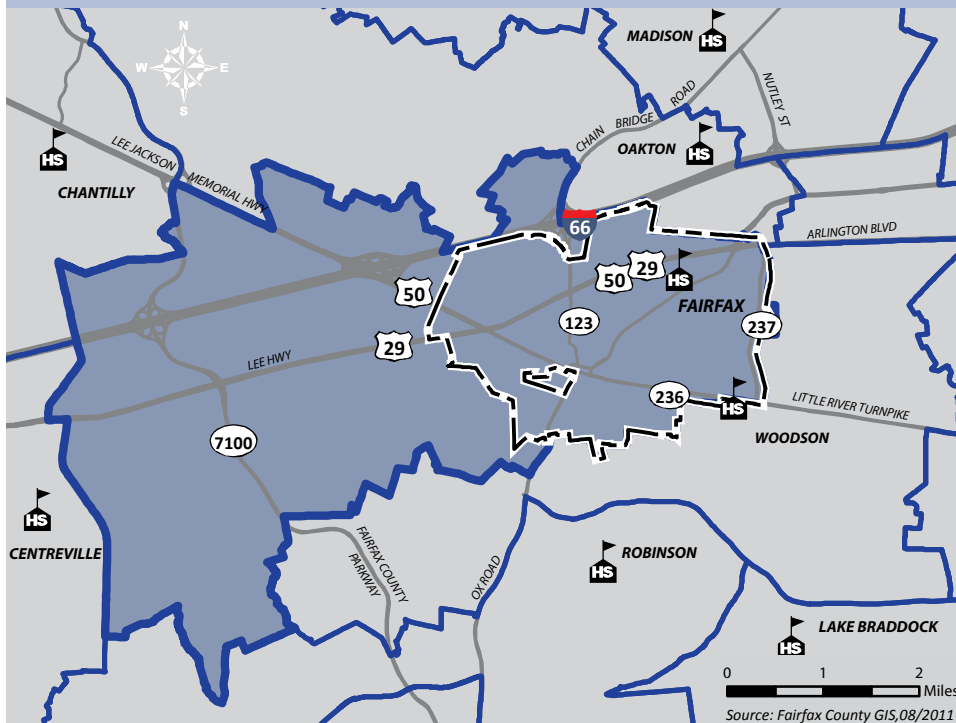 N
W E
S
MADISON
HS
CHAIN BRIDGE ROAD
NUTLEY ST
OAKTON
HS
HS
CHANTILLY
LEE JACKSON MEMORIAL HWY
66
ARLINGTON BLVD
50
50
29
HS
FAIRFAX
123
237
29
LEE HWY
236
HS
LITTLE RIVER TURNPIKE
WOODSON
7100
HS
CENTREVILLE
FAIRFAX COUNTY
PARKWAY
OX ROAD
HS
ROBINSON
HS
LAKE BRADDOCK
0 1 2
Miles
Source: Fairfax County GIS,08/2011